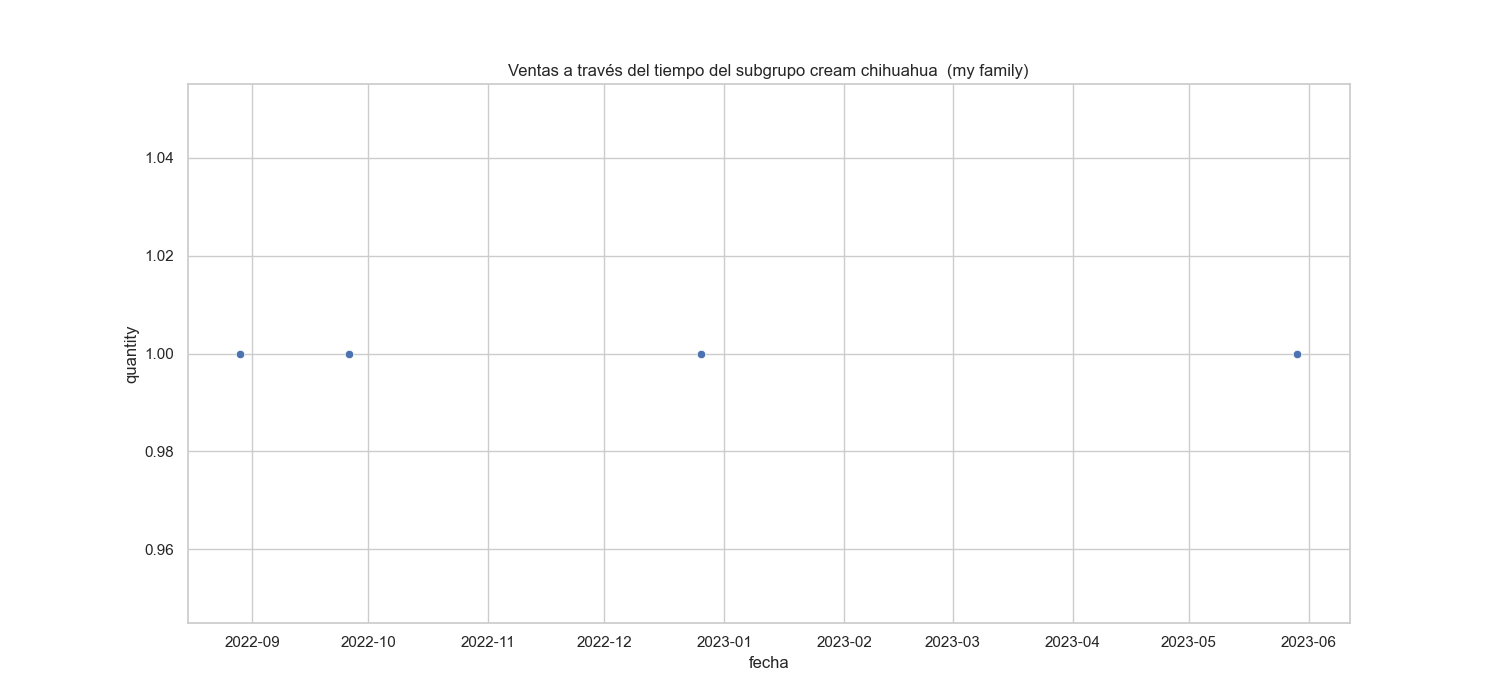 Ventas a través del tiempo del subgrupo cream chihuahua  (my family)
1.04
1.02
1.00
0.98
0.96
quantity
2022-09 2022-10 2022-11 2022-12 2023-01 2023-02 2023-03 2023-04 2023-05 2023-06
fecha